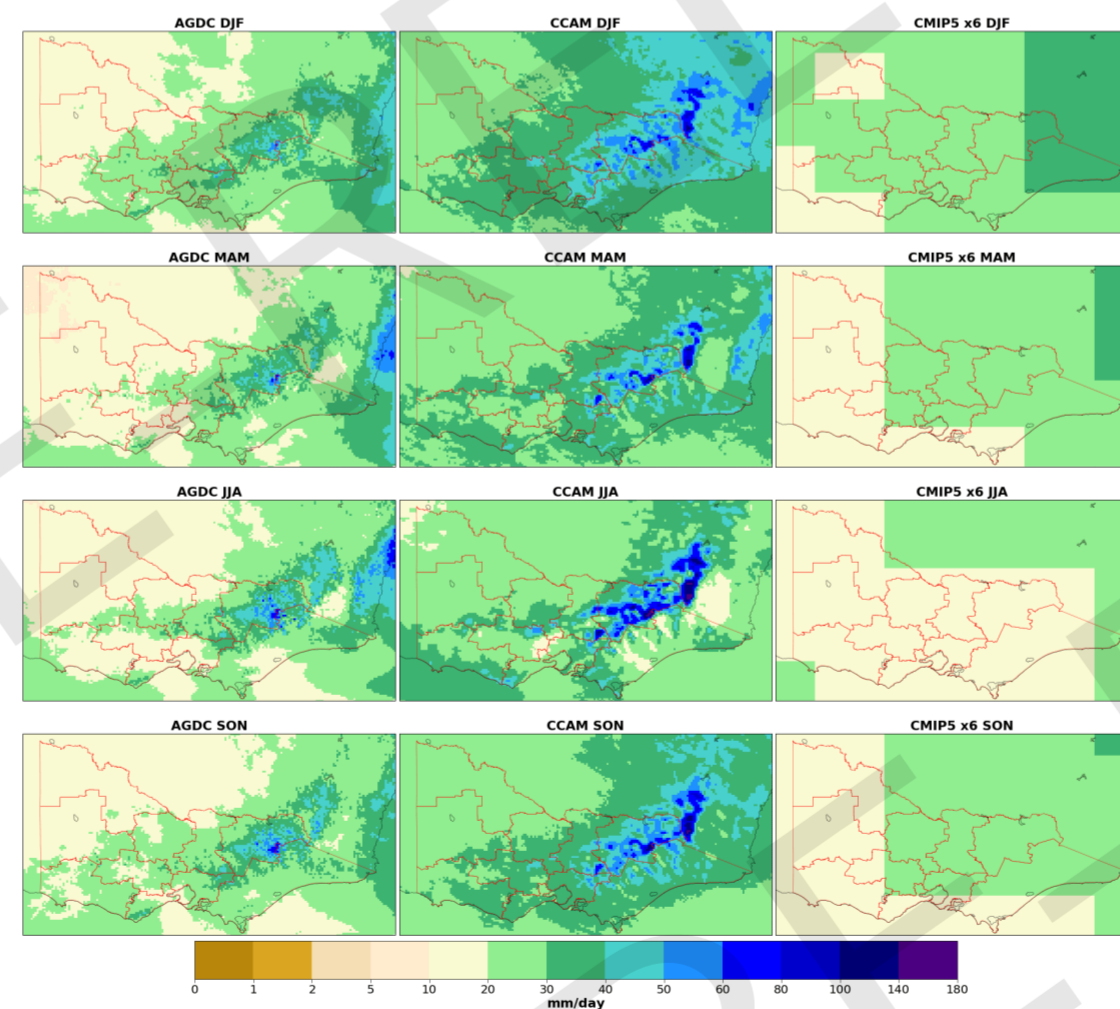 AGDC DJF CCAM DJF CMIP5 x6 DJF
AGDC MAM CCAM MAM CMIP5 x6 MAM
AGDC JJA CCAM JJA CMIP5 x6 JJA
AGDC SON CCAM SON CMIP5 x6 SON
0 1 2 5 10 20 30 40 50 60 80 100 140 180
mm/day